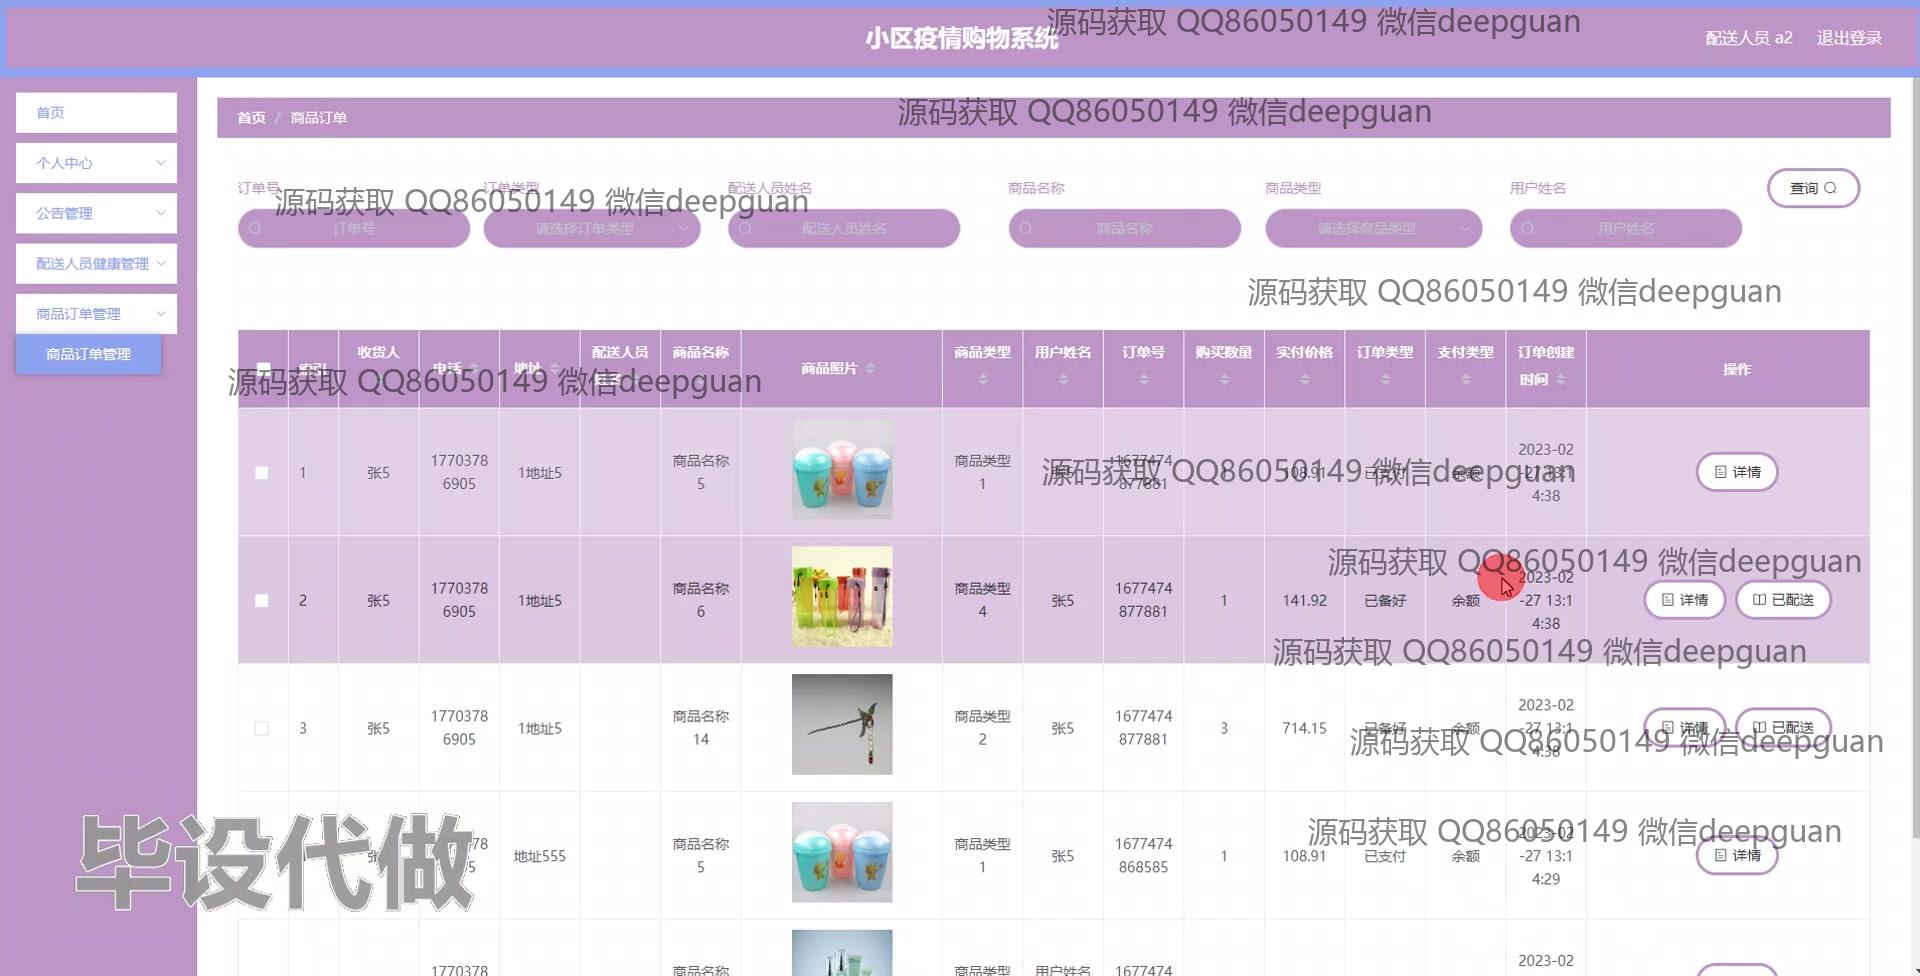 小区疫情购物系统
源码获取 QQ86050149 微信deepguan
配送人员 a2
退出登录
首页
个人中心
公告管理
配送人员健康管理
商品订单管理
商品订单管理
首页 / 商品订单
源码获取 QQ86050149 微信deepguan
订单号 订单类型 配送人员姓名 商品名称 商品类型 用户姓名
源码获取 QQ86050149 微信deepguan
订单号 请选择订单类型 配送人员姓名 商品名称 请选择商品类型 用户姓名
查询
源码获取 QQ86050149 微信deepguan
索引 收货人 电话 地址 配送人员姓名 商品名称 商品照片 商品类型 用户姓名 订单号 购买数量 实付价格 订单类型 支付类型 订单创建时间 操作
源码获取 QQ86050149 微信deepguan
1 张5 17703786905 1地址5 商品名称5 商品类型1 张5 1677474877881 1 108.91 已支付 余额 2023-02-27 13:14:38 详情
源码获取 QQ86050149 微信deepguan
源码获取 QQ86050149 微信deepguan
2 张5 17703786905 1地址5 商品名称6 商品类型4 张5 1677474877881 1 141.92 已备好 余额 2023-02-27 13:14:38 详情 已配送
源码获取 QQ86050149 微信deepguan
3 张5 17703786905 1地址5 商品名称14 商品类型2 张5 1677474877881 3 714.15 已备好 余额 2023-02-27 13:14:38 详情 已配送
源码获取 QQ86050149 微信deepguan
毕设代做
源码获取 QQ86050149 微信deepguan
地址555 商品名称5 商品类型1 张5 1677474868585 1 108.91 已支付 余额 2023-02-27 13:14:29 详情
1770378 商品名称 商品类型 用户姓名 1677474 2023-02